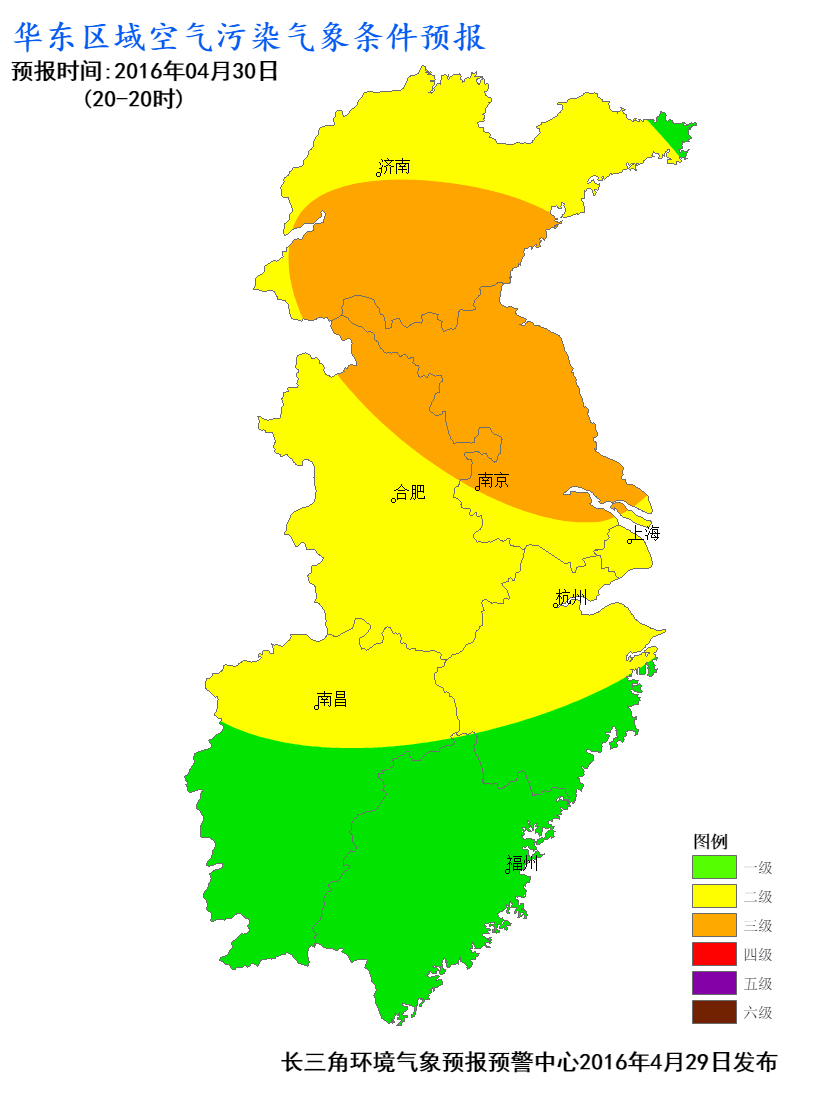 华东区域空气污染气象条件预报
预报时间:2016年04月30日
(20-20时)
济南
南京
合肥
上海
杭州
南昌
福州
图例
一级
二级
三级
四级
五级
六级
长三角环境气象预报预警中心2016年4月29日发布